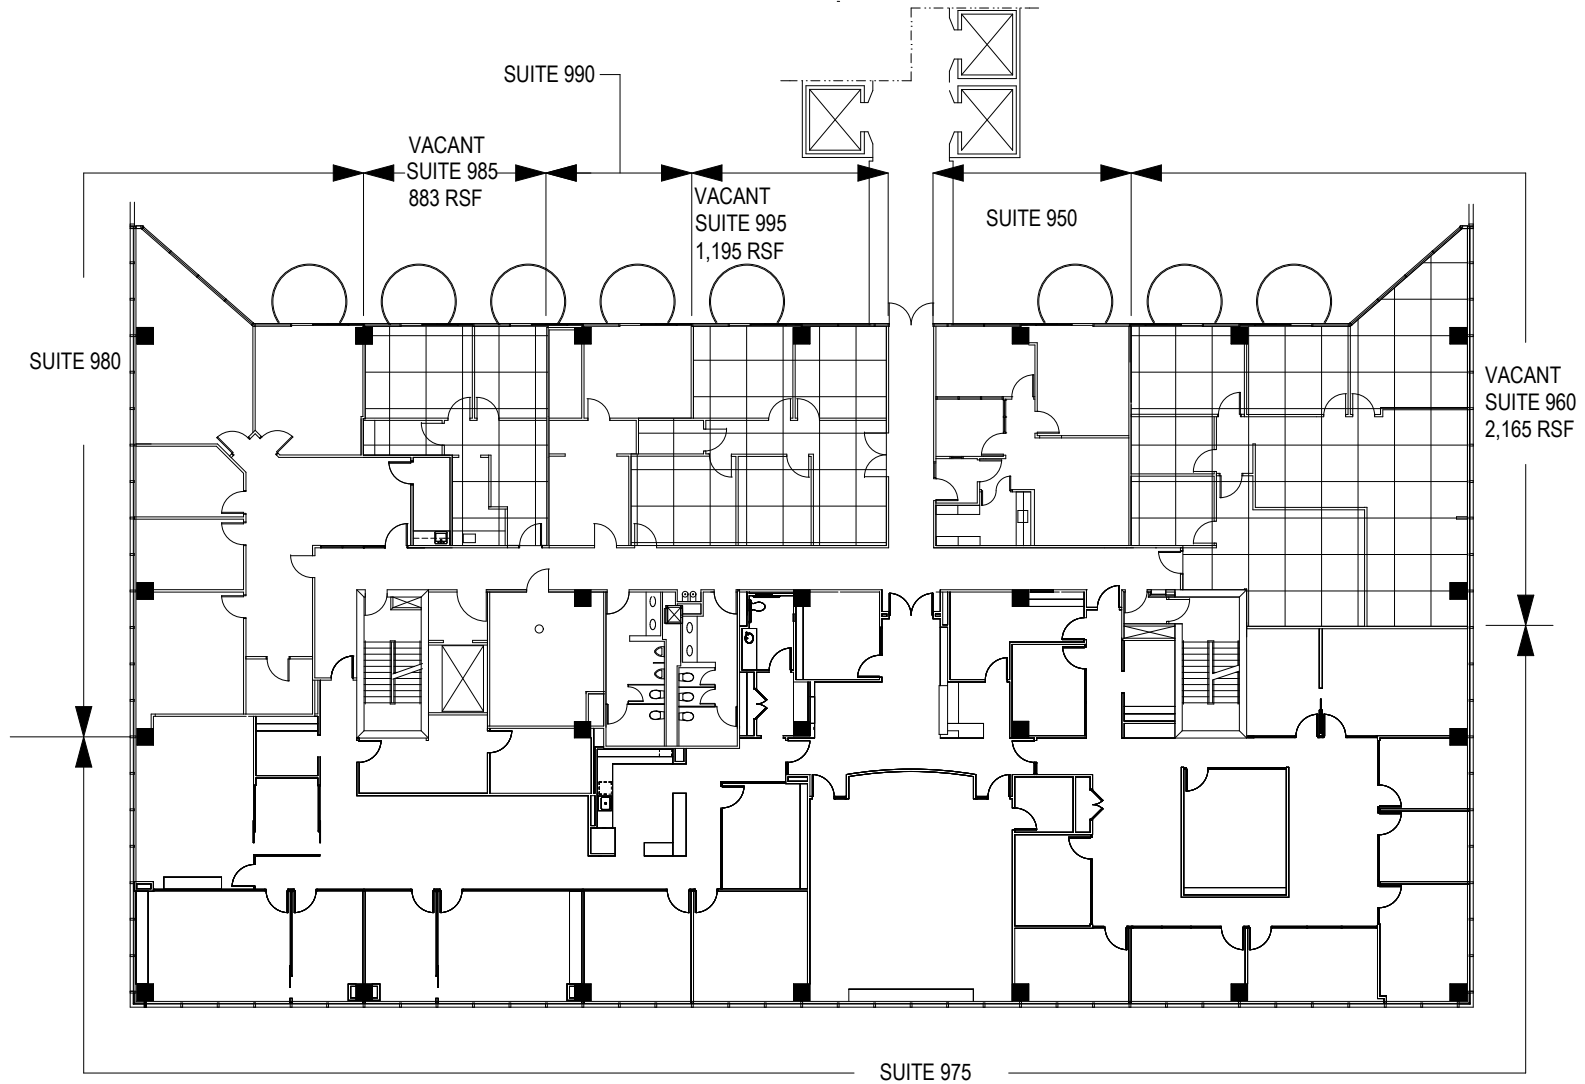 SUITE 990
VACANT
SUITE 985
883 RSF
VACANT
SUITE 995
1,195 RSF
SUITE 950
SUITE 980
VACANT
SUITE 960
2,165 RSF
SUITE 975